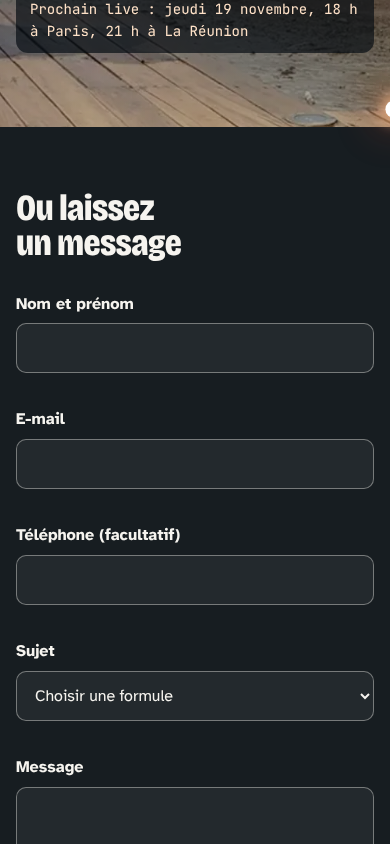 Prochain live : jeudi 19 novembre, 18 h
à Paris, 21 h à La Réunion
Ou laissez
un message
Nom et prénom
E-mail
Téléphone (facultatif)
Sujet
Choisir une formule
Message